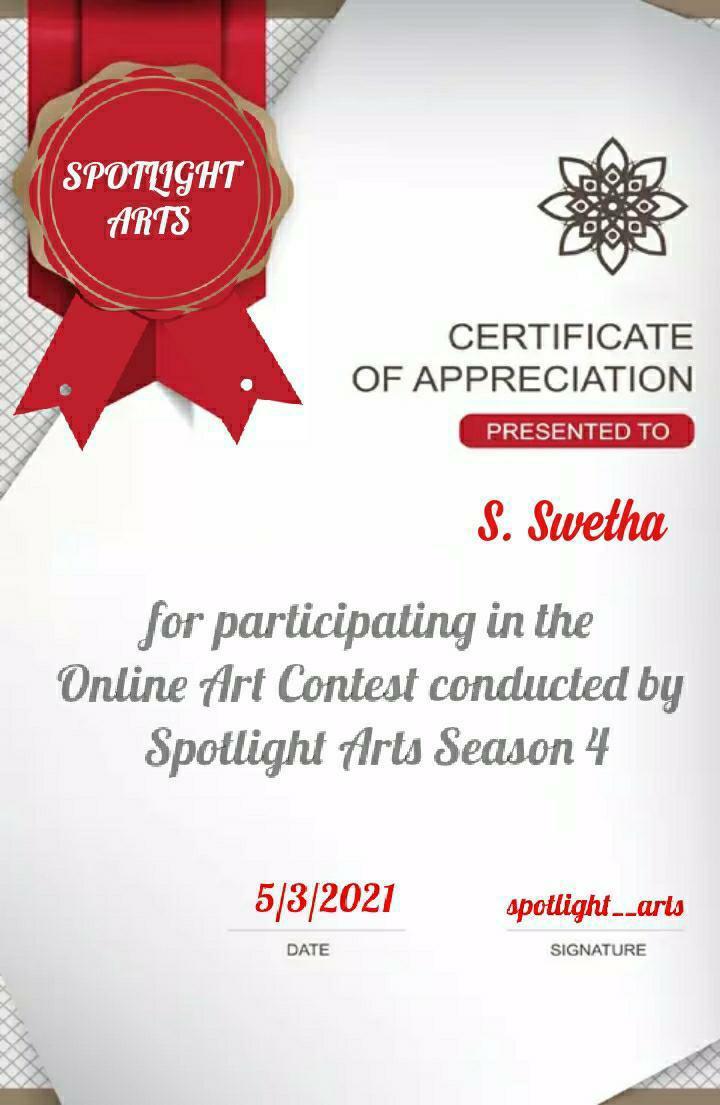 SPOTLIGHT
ARTS
CERTIFICATE
OF APPRECIATION
PRESENTED TO
S. Swetha
for participating in the
Online Art Contest conducted by
Spotlight Arts Season 4
5/3/2021
spotlight__arts
DATE
SIGNATURE